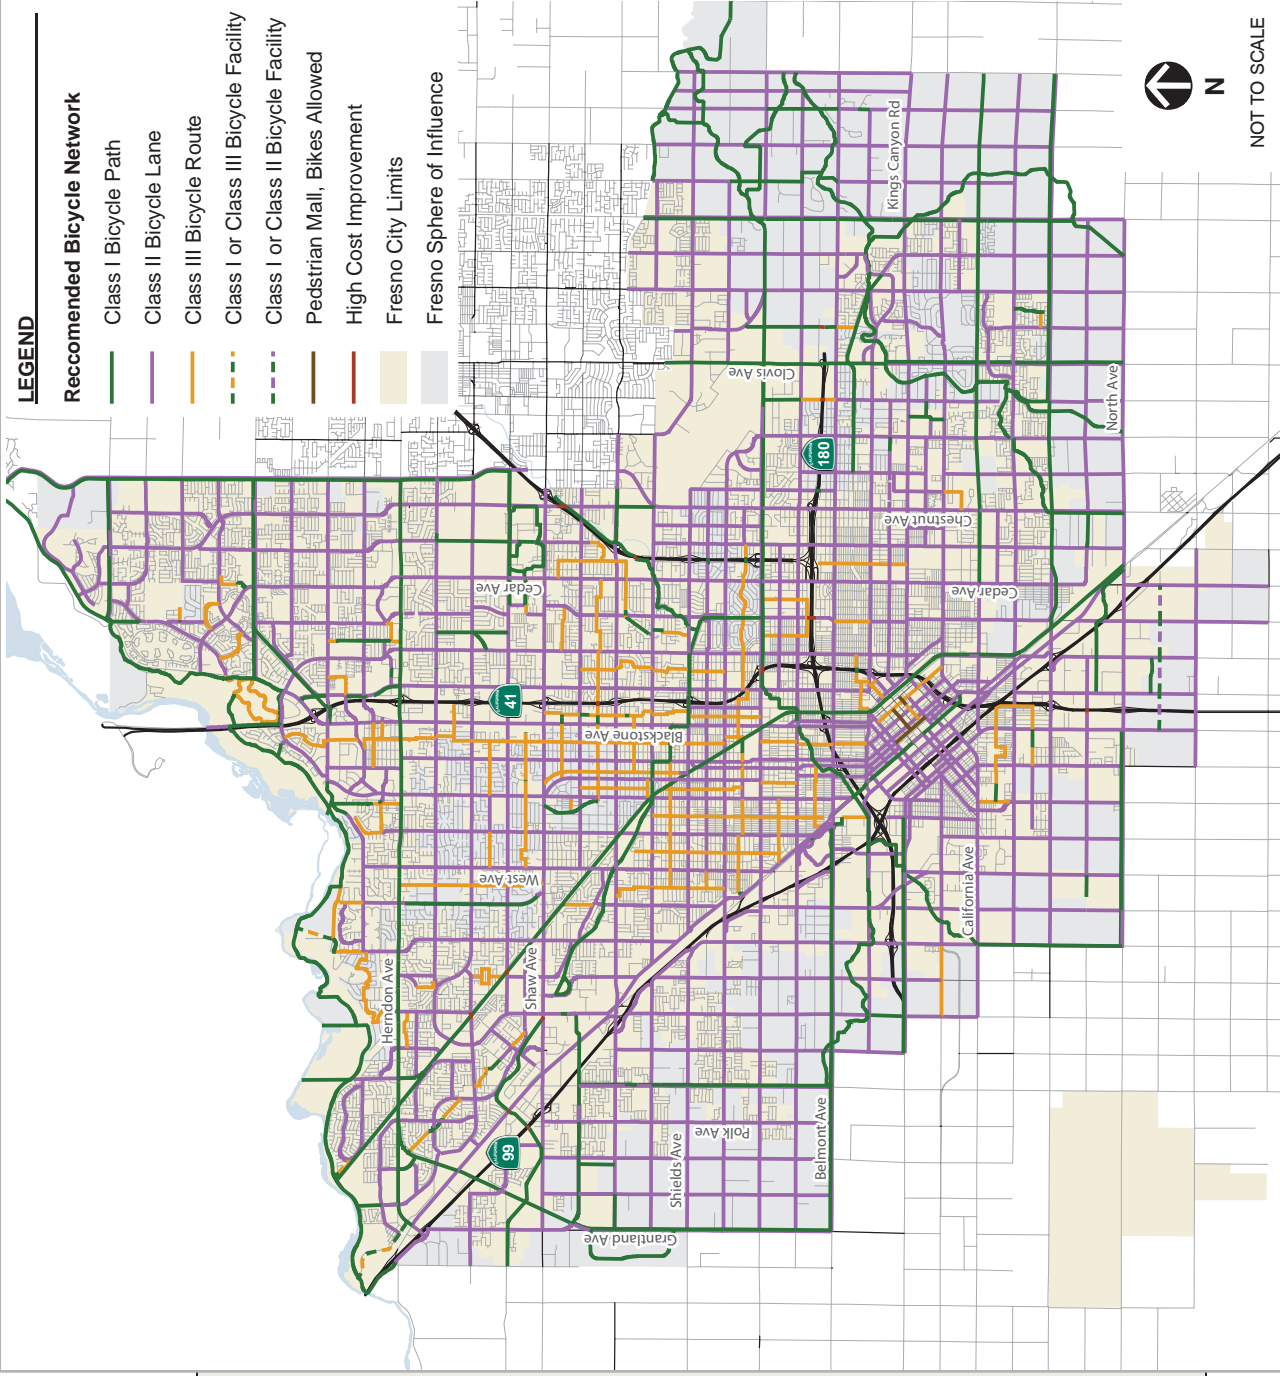 LEGEND
Reccomended Bicycle Network
Class I Bicycle Path
Class II Bicycle Lane
Class III Bicycle Route
Class I or Class III Bicycle Facility
Class I or Class II Bicycle Facility
Pedstrian Mall, Bikes Allowed
High Cost Improvement
Fresno City Limits
Fresno Sphere of Influence
N
NOT TO SCALE
Kings Canyon Rd
Clovis Ave
North Ave
180
Chestnut Ave
Cedar Ave
Cedar Ave
41
Blackstone Ave
West Ave
California Ave
Herndon Ave
Shaw Ave
99
Polk Ave
Shields Ave
Belmont Ave
Grantland Ave